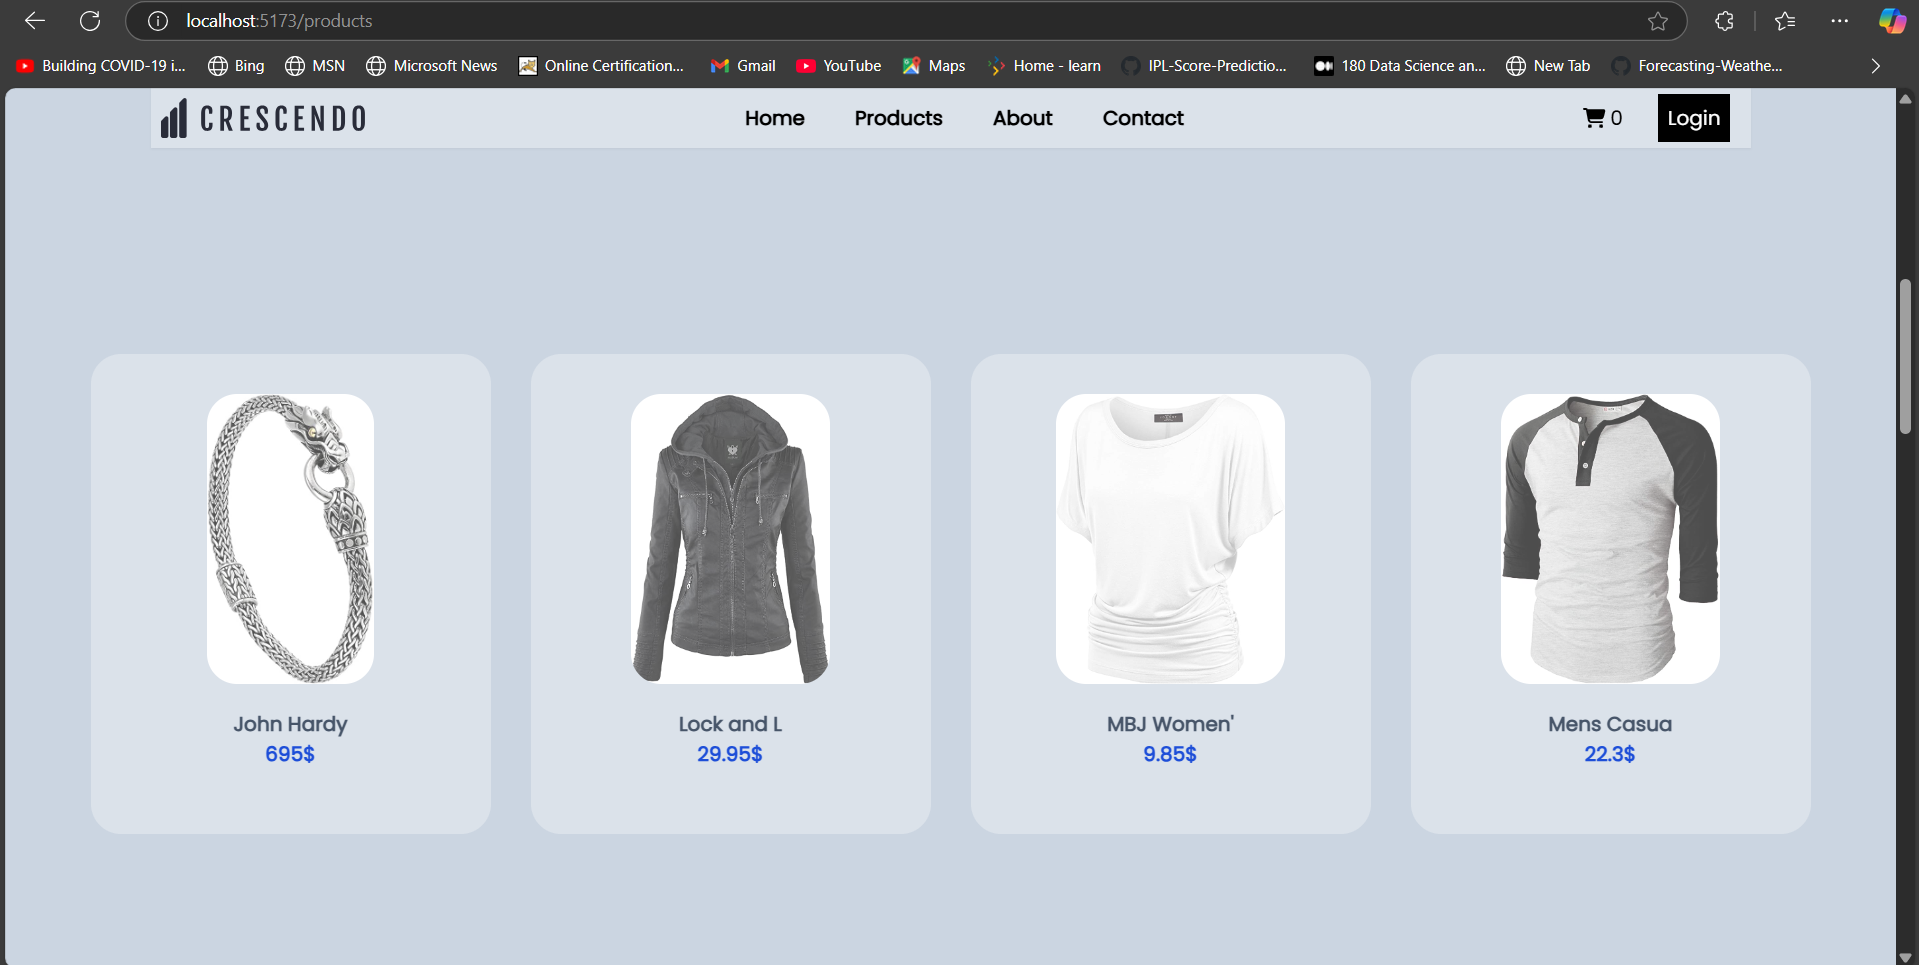 localhost:5173/products
Building COVID-19 i... Bing MSN Microsoft News Online Certification... Gmail YouTube Maps Home - learn IPL-Score-Predictio... 180 Data Science an... New Tab Forecasting-Weathe...
CRESCENDO Home Products About Contact 0 Login
John Hardy
695$
Lock and L
29.95$
MBJ Women'
9.85$
Mens Casua
22.3$